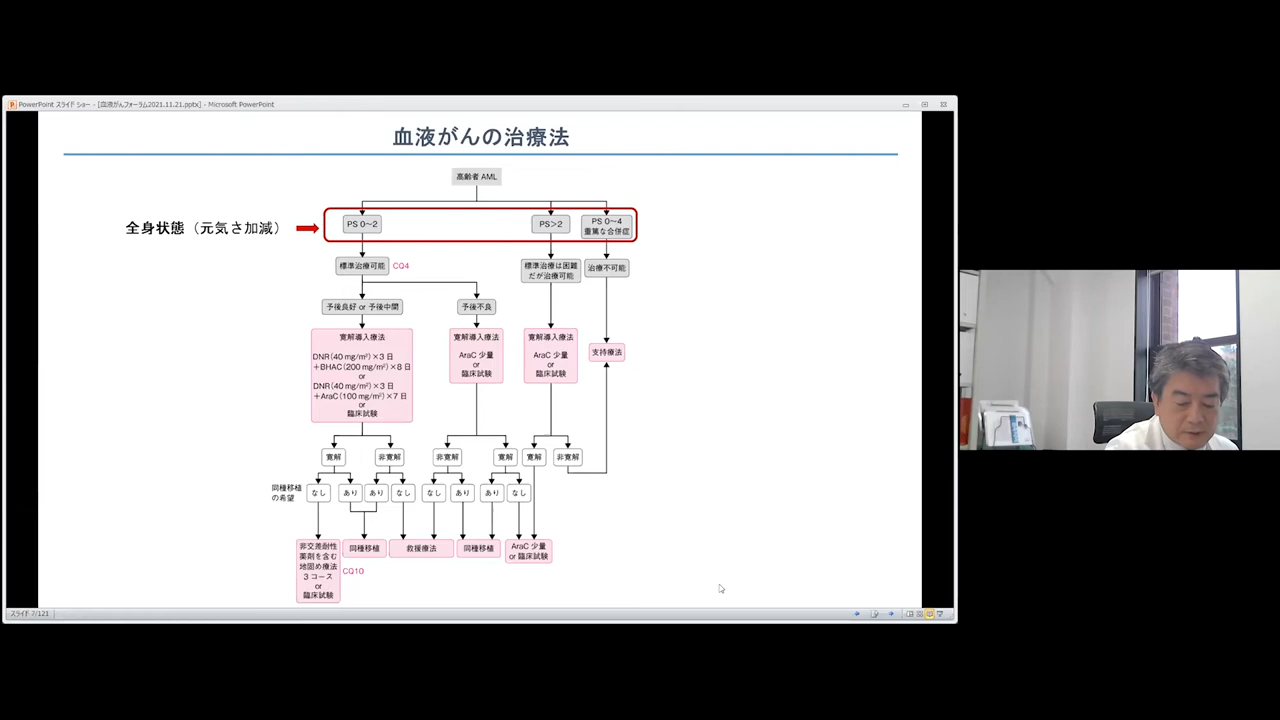 PowerPoint スライド ショー - [血液がんフォーラム2021.11.21.pptx] - Microsoft PowerPoint
血液がんの治療法
高齢者 AML
全身状態（元気さ加減）
PS 0〜2
PS>2
PS 0〜4
重篤な合併症
標準治療可能
CQ4
標準治療は困難
だが治療可能
治療不可能
予後良好 or 予後中間
予後不良
寛解導入療法
DNR(40 mg/m²)×3 日
+BHAC(200 mg/m²)×8 日
or
DNR(40 mg/m²)×3 日
+AraC(100 mg/m²)×7 日
or
臨床試験
寛解導入療法
AraC 少量
or
臨床試験
寛解導入療法
AraC 少量
or
臨床試験
支持療法
寛解
非寛解
非寛解
寛解
寛解
非寛解
同種移植
の希望
なし
あり
あり
なし
なし
あり
あり
なし
非交差耐性
薬剤を含む
地固め療法
3 コース
or
臨床試験
CQ10
同種移植
救援療法
同種移植
AraC 少量
or 臨床試験
スライド 7/121